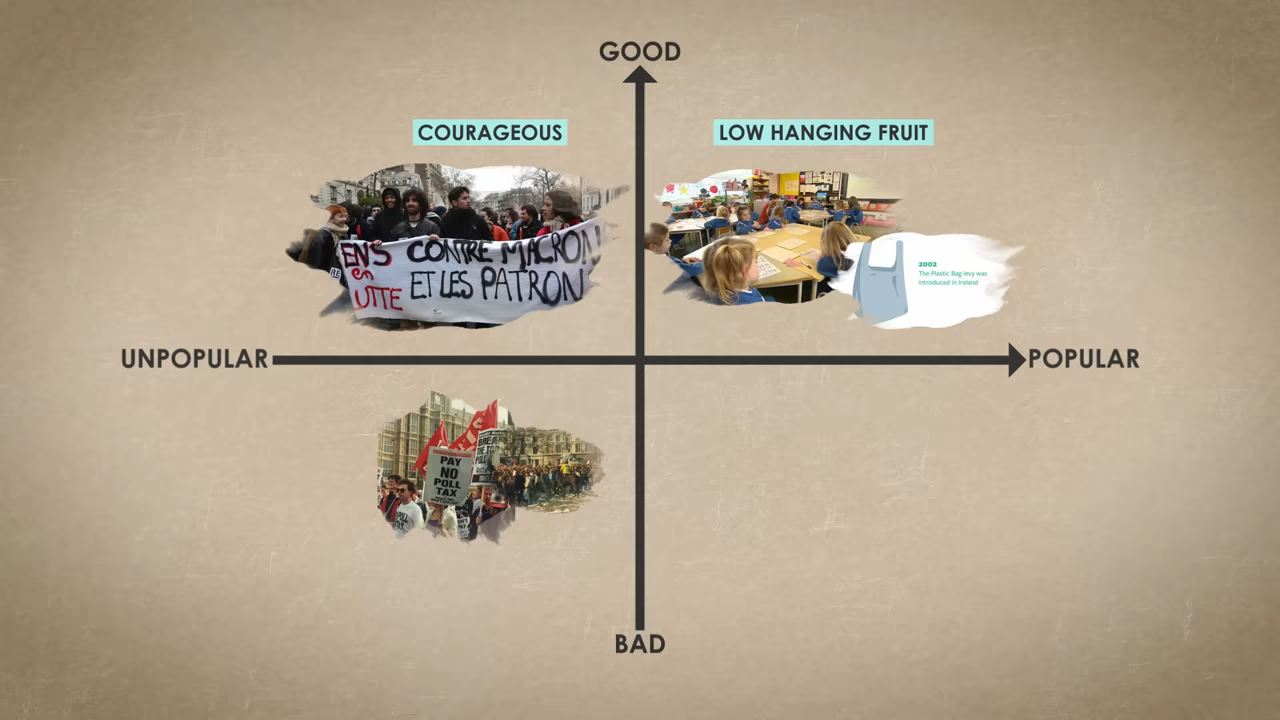 GOOD
COURAGEOUS
LOW HANGING FRUIT
ENS CONTRE MACRON
en
UTTE ET LES PATRON
2002
The Plastic Bag levy was
introduced in Ireland
UNPOPULAR
POPULAR
PAY
NO
POLL
TAX
BAD